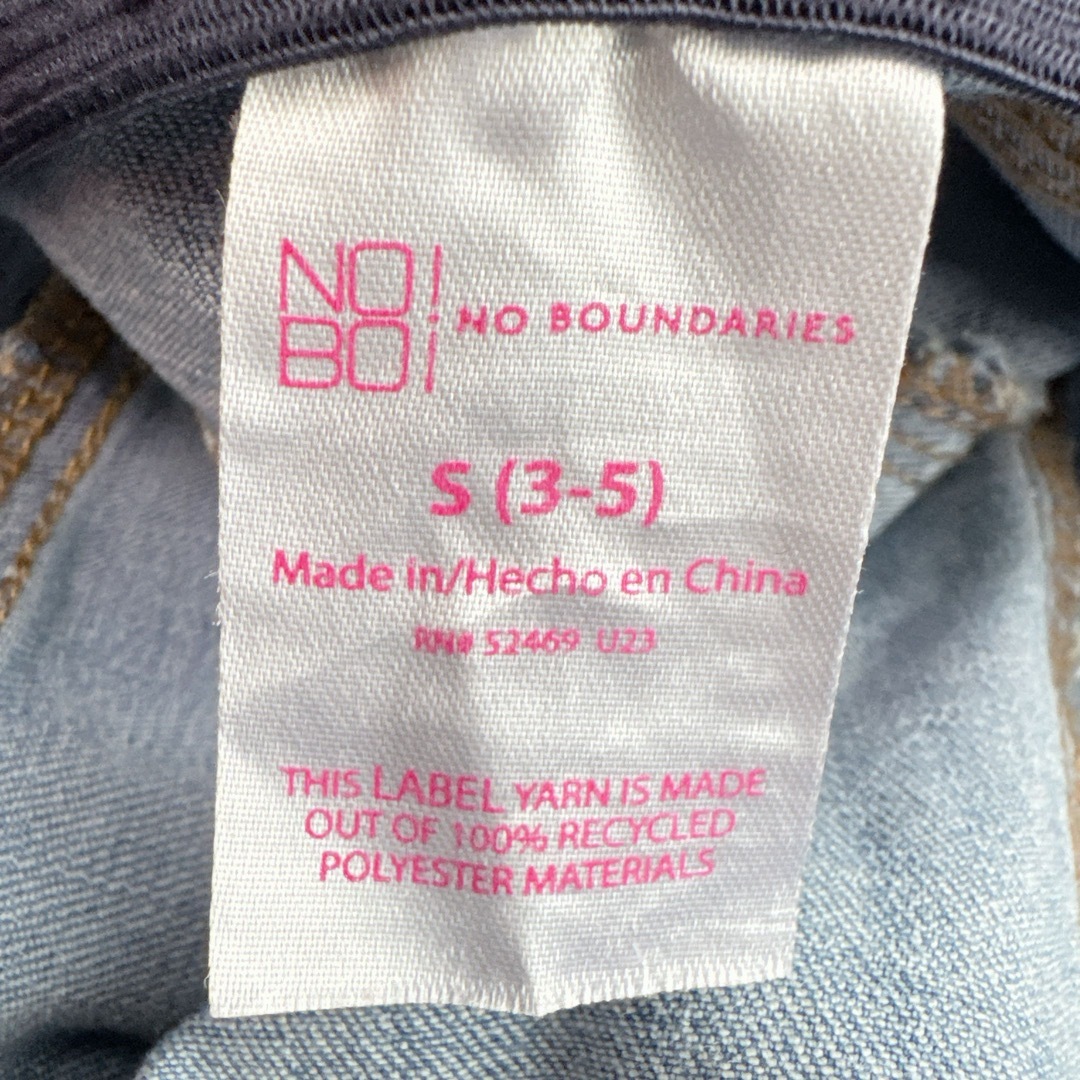 NO!
BO!
NO BOUNDARIES
S (3-5)
Made in/Hecho en China
RN# 52469 U23
THIS LABEL YARN IS MADE
OUT OF 100% RECYCLED
POLYESTER MATERIALS